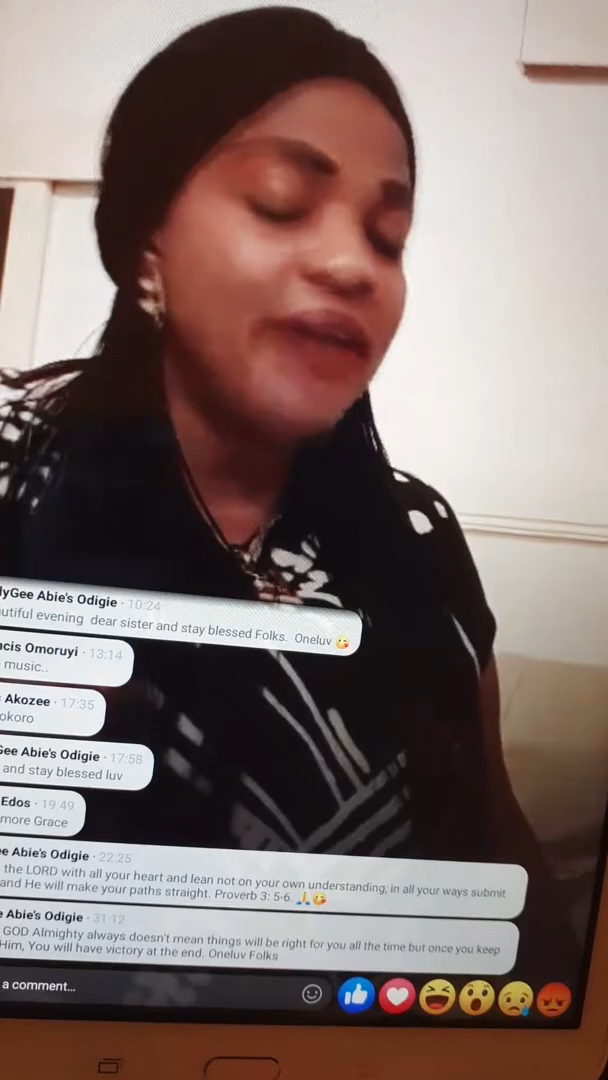 lyGee Abie's Odigie · 10:24
utiful evening dear sister and stay blessed Folks. Oneluv 😘
ncis Omoruyi · 13:14
music..
Akozee · 17:35
okoro
Gee Abie's Odigie · 17:58
and stay blessed luv
Edos · 19:49
more Grace
e Abie's Odigie · 22:25
the LORD with all your heart and lean not on your own understanding; in all your ways submit
and He will make your paths straight. Proverb 3: 5-6. 🙏😘
e Abie's Odigie · 31:12
GOD Almighty always doesn't mean things will be right for you all the time but once you keep
Him, You will have victory at the end. Oneluv Folks
a comment...